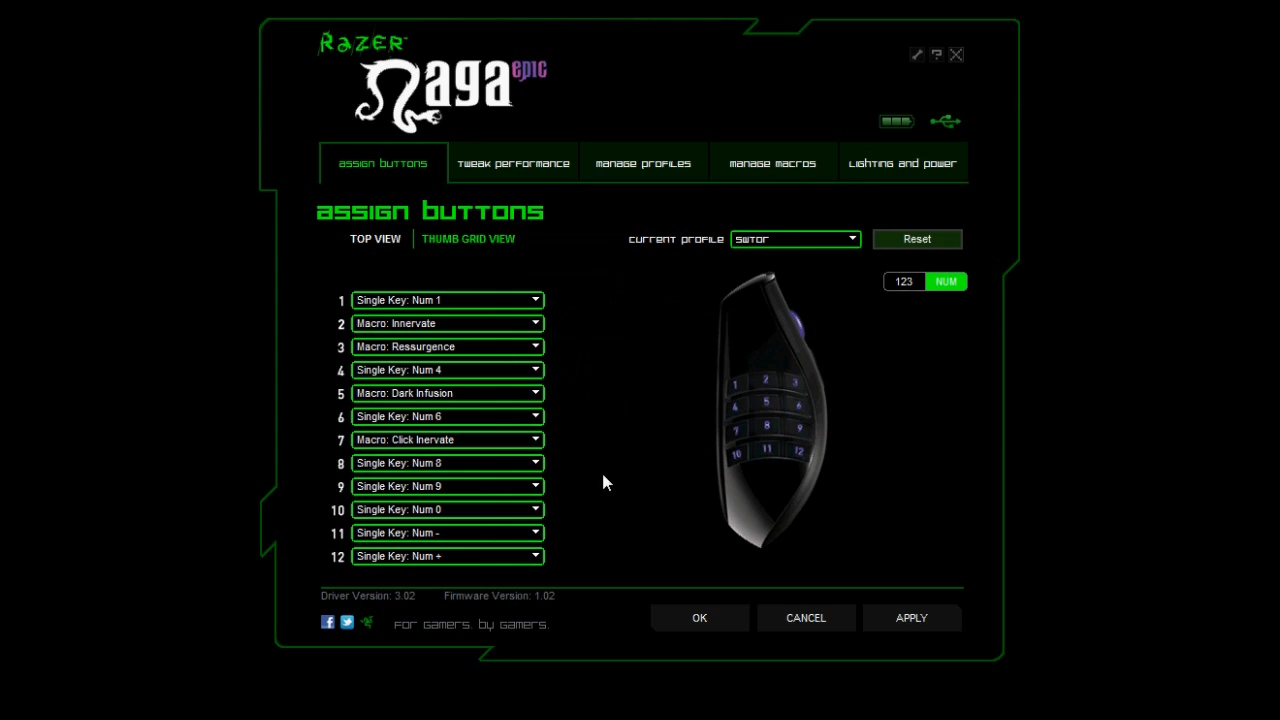 RAZER
Naga epic
assign buttons
tweak performance
manage profiles
manage macros
Lighting and power
assign buttons
TOP VIEW
THUMB GRID VIEW
current profile
swtor
Reset
123
NUM
1 Single Key: Num 1
2 Macro: Innervate
3 Macro: Ressurgence
4 Single Key: Num 4
5 Macro: Dark Infusion
6 Single Key: Num 6
7 Macro: Click Inervate
8 Single Key: Num 8
9 Single Key: Num 9
10 Single Key: Num 0
11 Single Key: Num -
12 Single Key: Num +
1 2 3
4 5 6
7 8 9
10 11 12
Driver Version: 3.02
Firmware Version: 1.02
For Gamers. by Gamers.
OK
CANCEL
APPLY